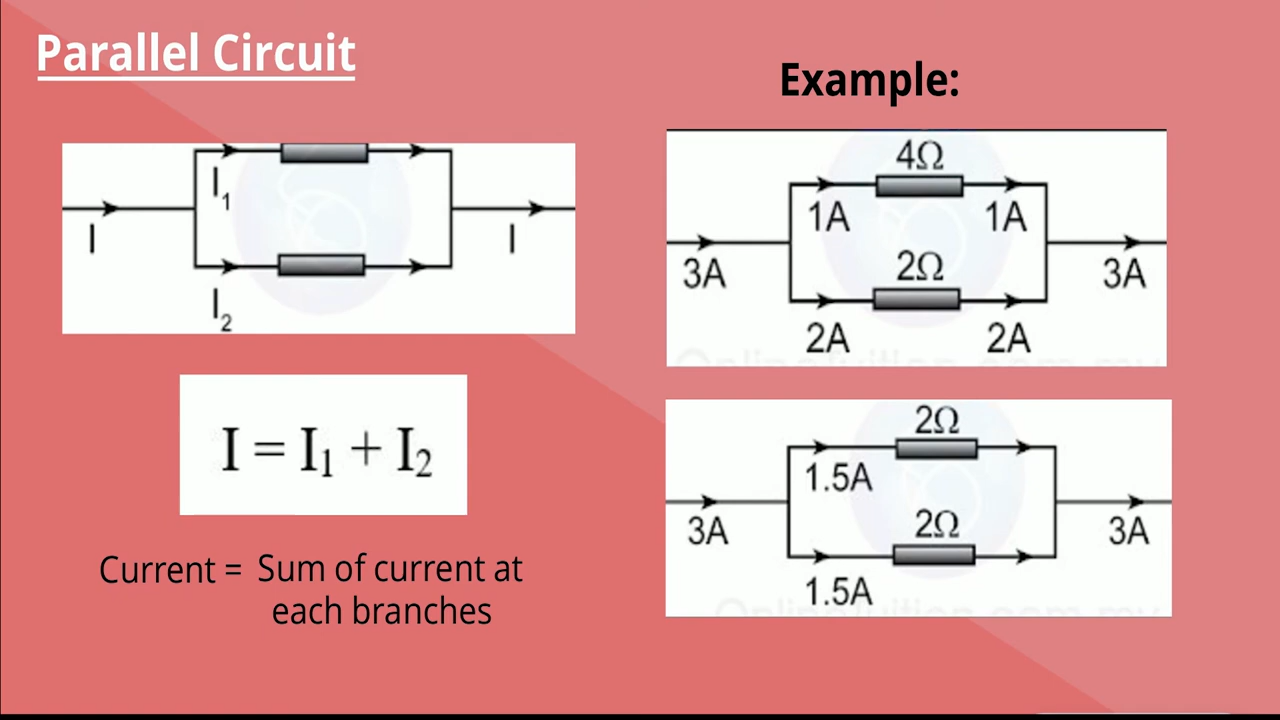 Parallel Circuit
I₁
I
I
I₂
I = I₁ + I₂
Current = Sum of current at
each branches
Example:
4Ω
1A 1A
3A 2Ω 3A
2A 2A
2Ω
1.5A
3A 2Ω 3A
1.5A